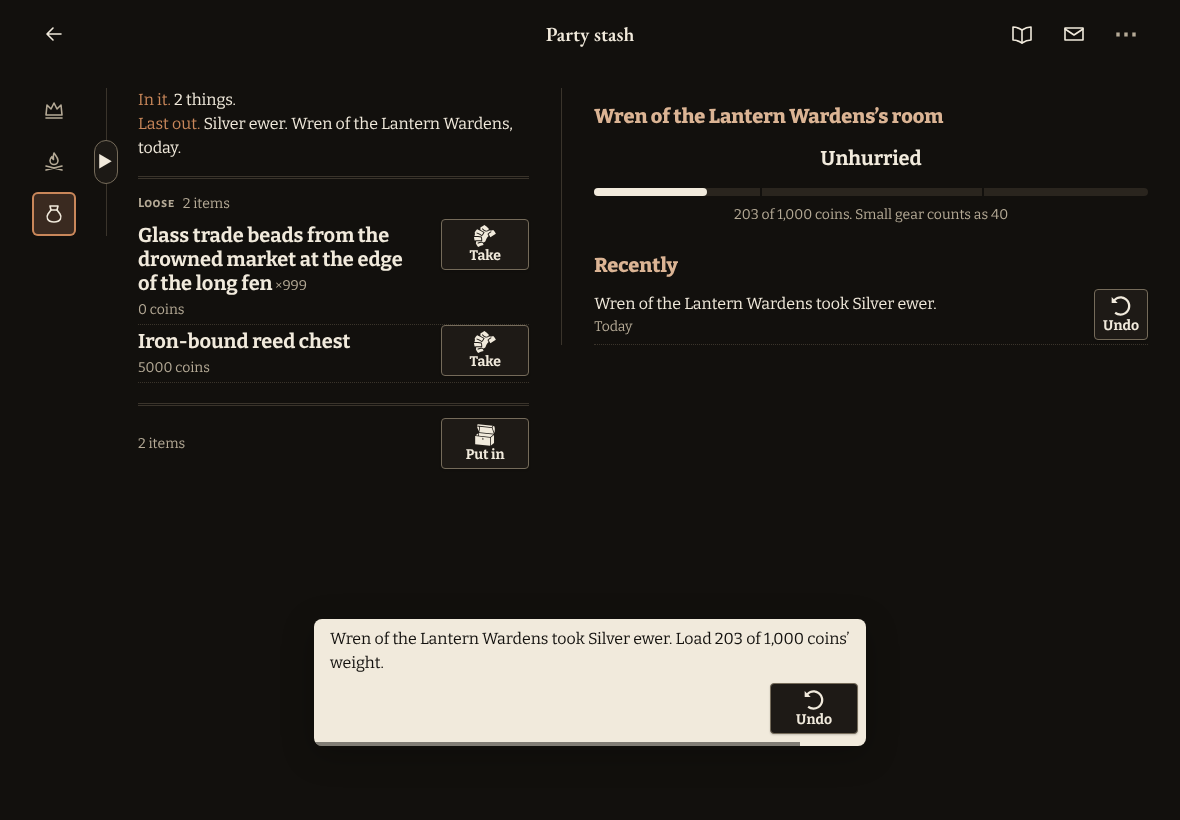 Party stash
In it. 2 things.
Last out. Silver ewer. Wren of the Lantern Wardens,
today.
Loose 2 items
Glass trade beads from the
drowned market at the edge
of the long fen ×999
0 coins
Take
Iron-bound reed chest
5000 coins
Take
2 items
Put in
Wren of the Lantern Wardens’s room
Unhurried
203 of 1,000 coins. Small gear counts as 40
Recently
Wren of the Lantern Wardens took Silver ewer.
Today
Undo
Wren of the Lantern Wardens took Silver ewer. Load 203 of 1,000 coins’
weight.
Undo